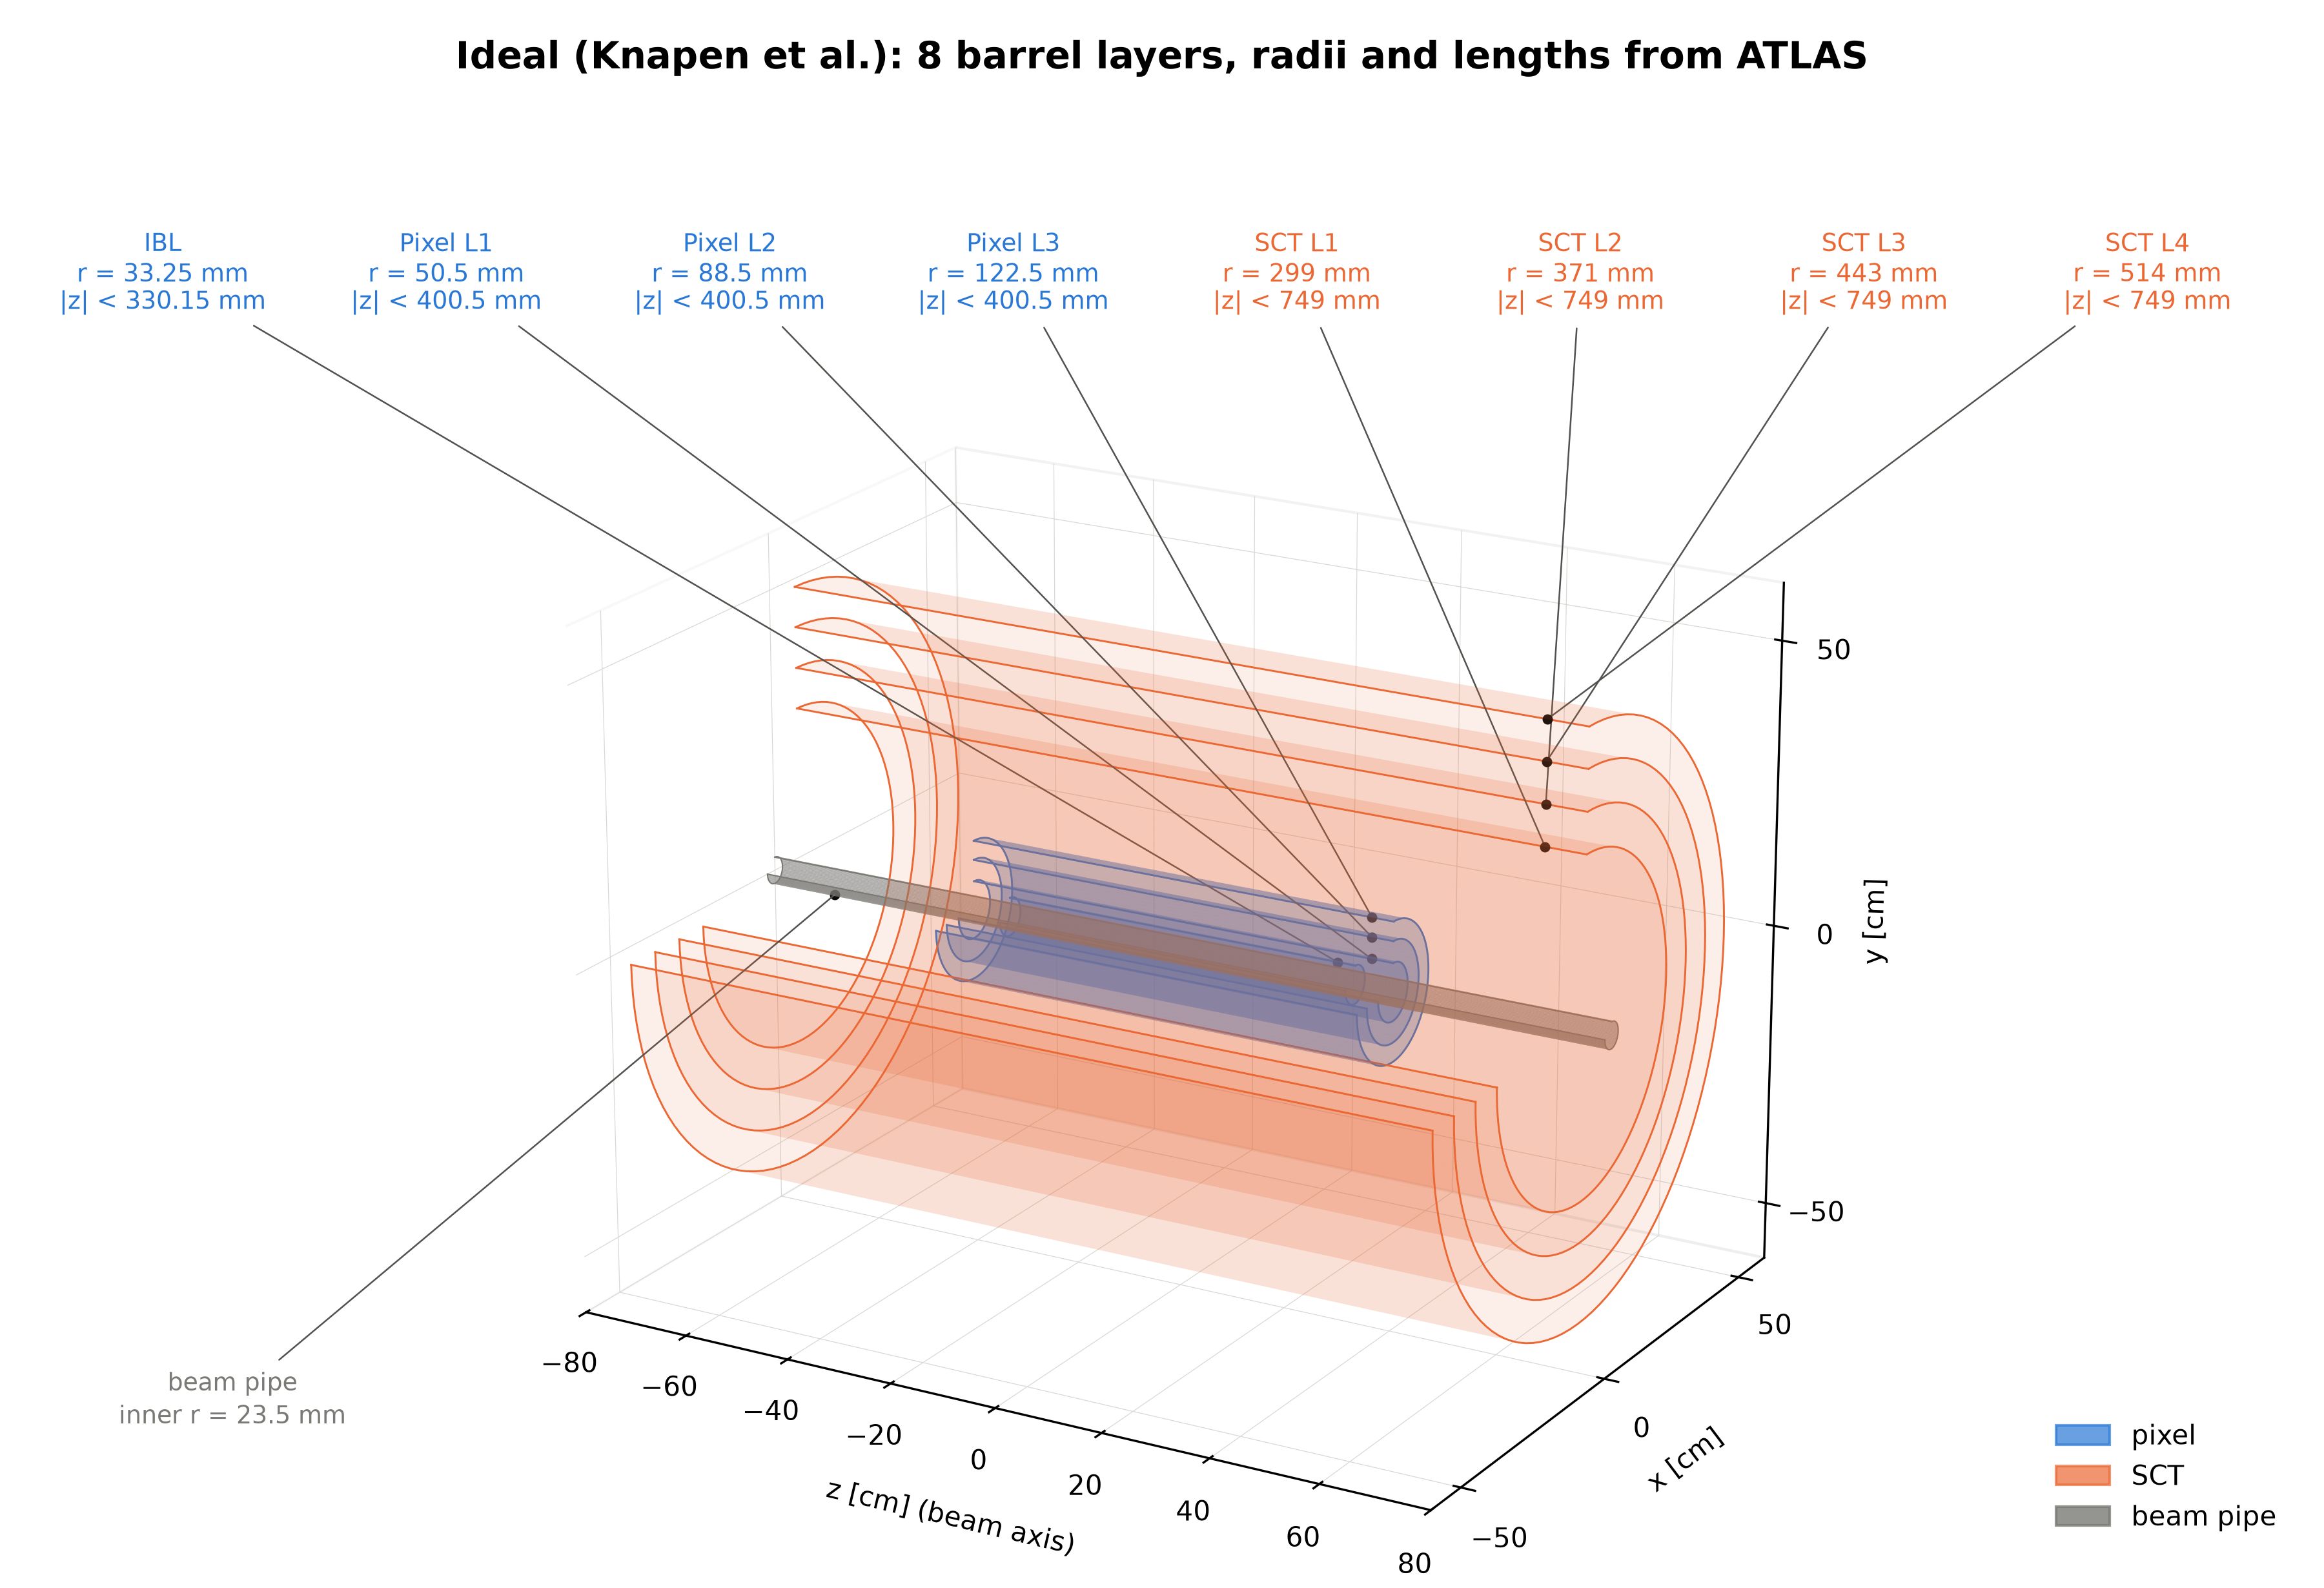 Ideal (Knapen et al.): 8 barrel layers, radii and lengths from ATLAS
IBL
r = 33.25 mm
|z| < 330.15 mm
Pixel L1
r = 50.5 mm
|z| < 400.5 mm
Pixel L2
r = 88.5 mm
|z| < 400.5 mm
Pixel L3
r = 122.5 mm
|z| < 400.5 mm
SCT L1
r = 299 mm
|z| < 749 mm
SCT L2
r = 371 mm
|z| < 749 mm
SCT L3
r = 443 mm
|z| < 749 mm
SCT L4
r = 514 mm
|z| < 749 mm
50
0
−50
y [cm]
50
0
−50
x [cm]
−80
−60
−40
−20
0
20
40
60
80
z [cm] (beam axis)
beam pipe
inner r = 23.5 mm
pixel
SCT
beam pipe